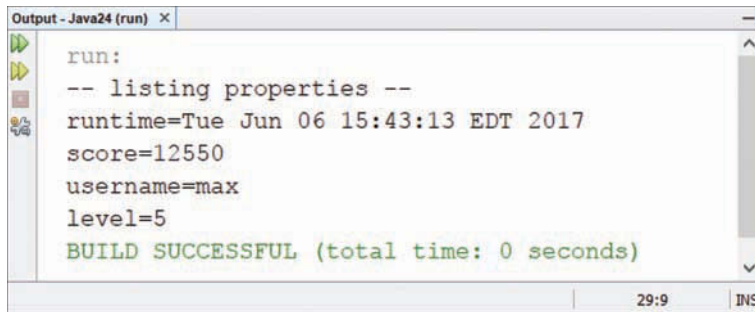 Output - Java24 (run) ×
run:
-- listing properties --
runtime=Tue Jun 06 15:43:13 EDT 2017
score=12550
username=max
level=5
BUILD SUCCESSFUL (total time: 0 seconds)
29:9 INS